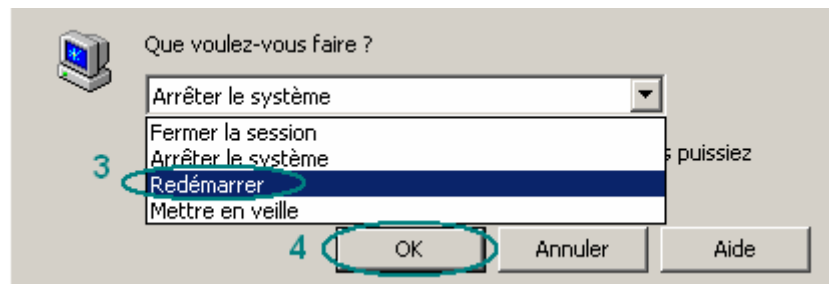 Que voulez-vous faire ?
Arrêter le système
Fermer la session
3 Arrêter le système
puissiez
Redémarrer
Mettre en veille
4 OK Annuler Aide